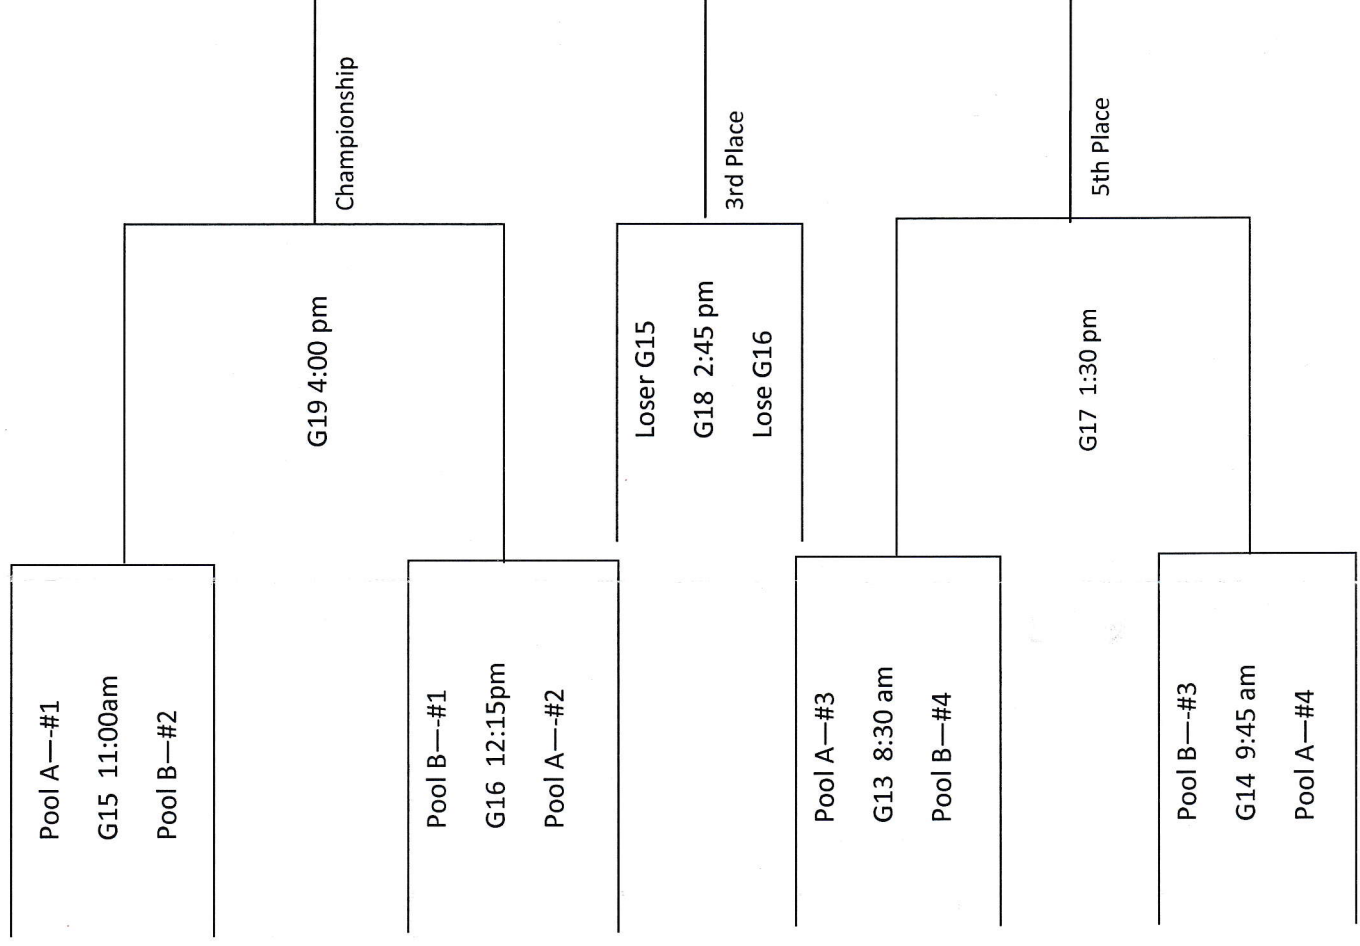 Pool A—-#1
G15 11:00am
Pool B—#2
G19 4:00 pm
Championship
Pool B—-#1
G16 12:15pm
Pool A—-#2
Loser G15
G18 2:45 pm
Lose G16
3rd Place
Pool A—#3
G13 8:30 am
Pool B—#4
G17 1:30 pm
5th Place
Pool B—-#3
G14 9:45 am
Pool A—#4